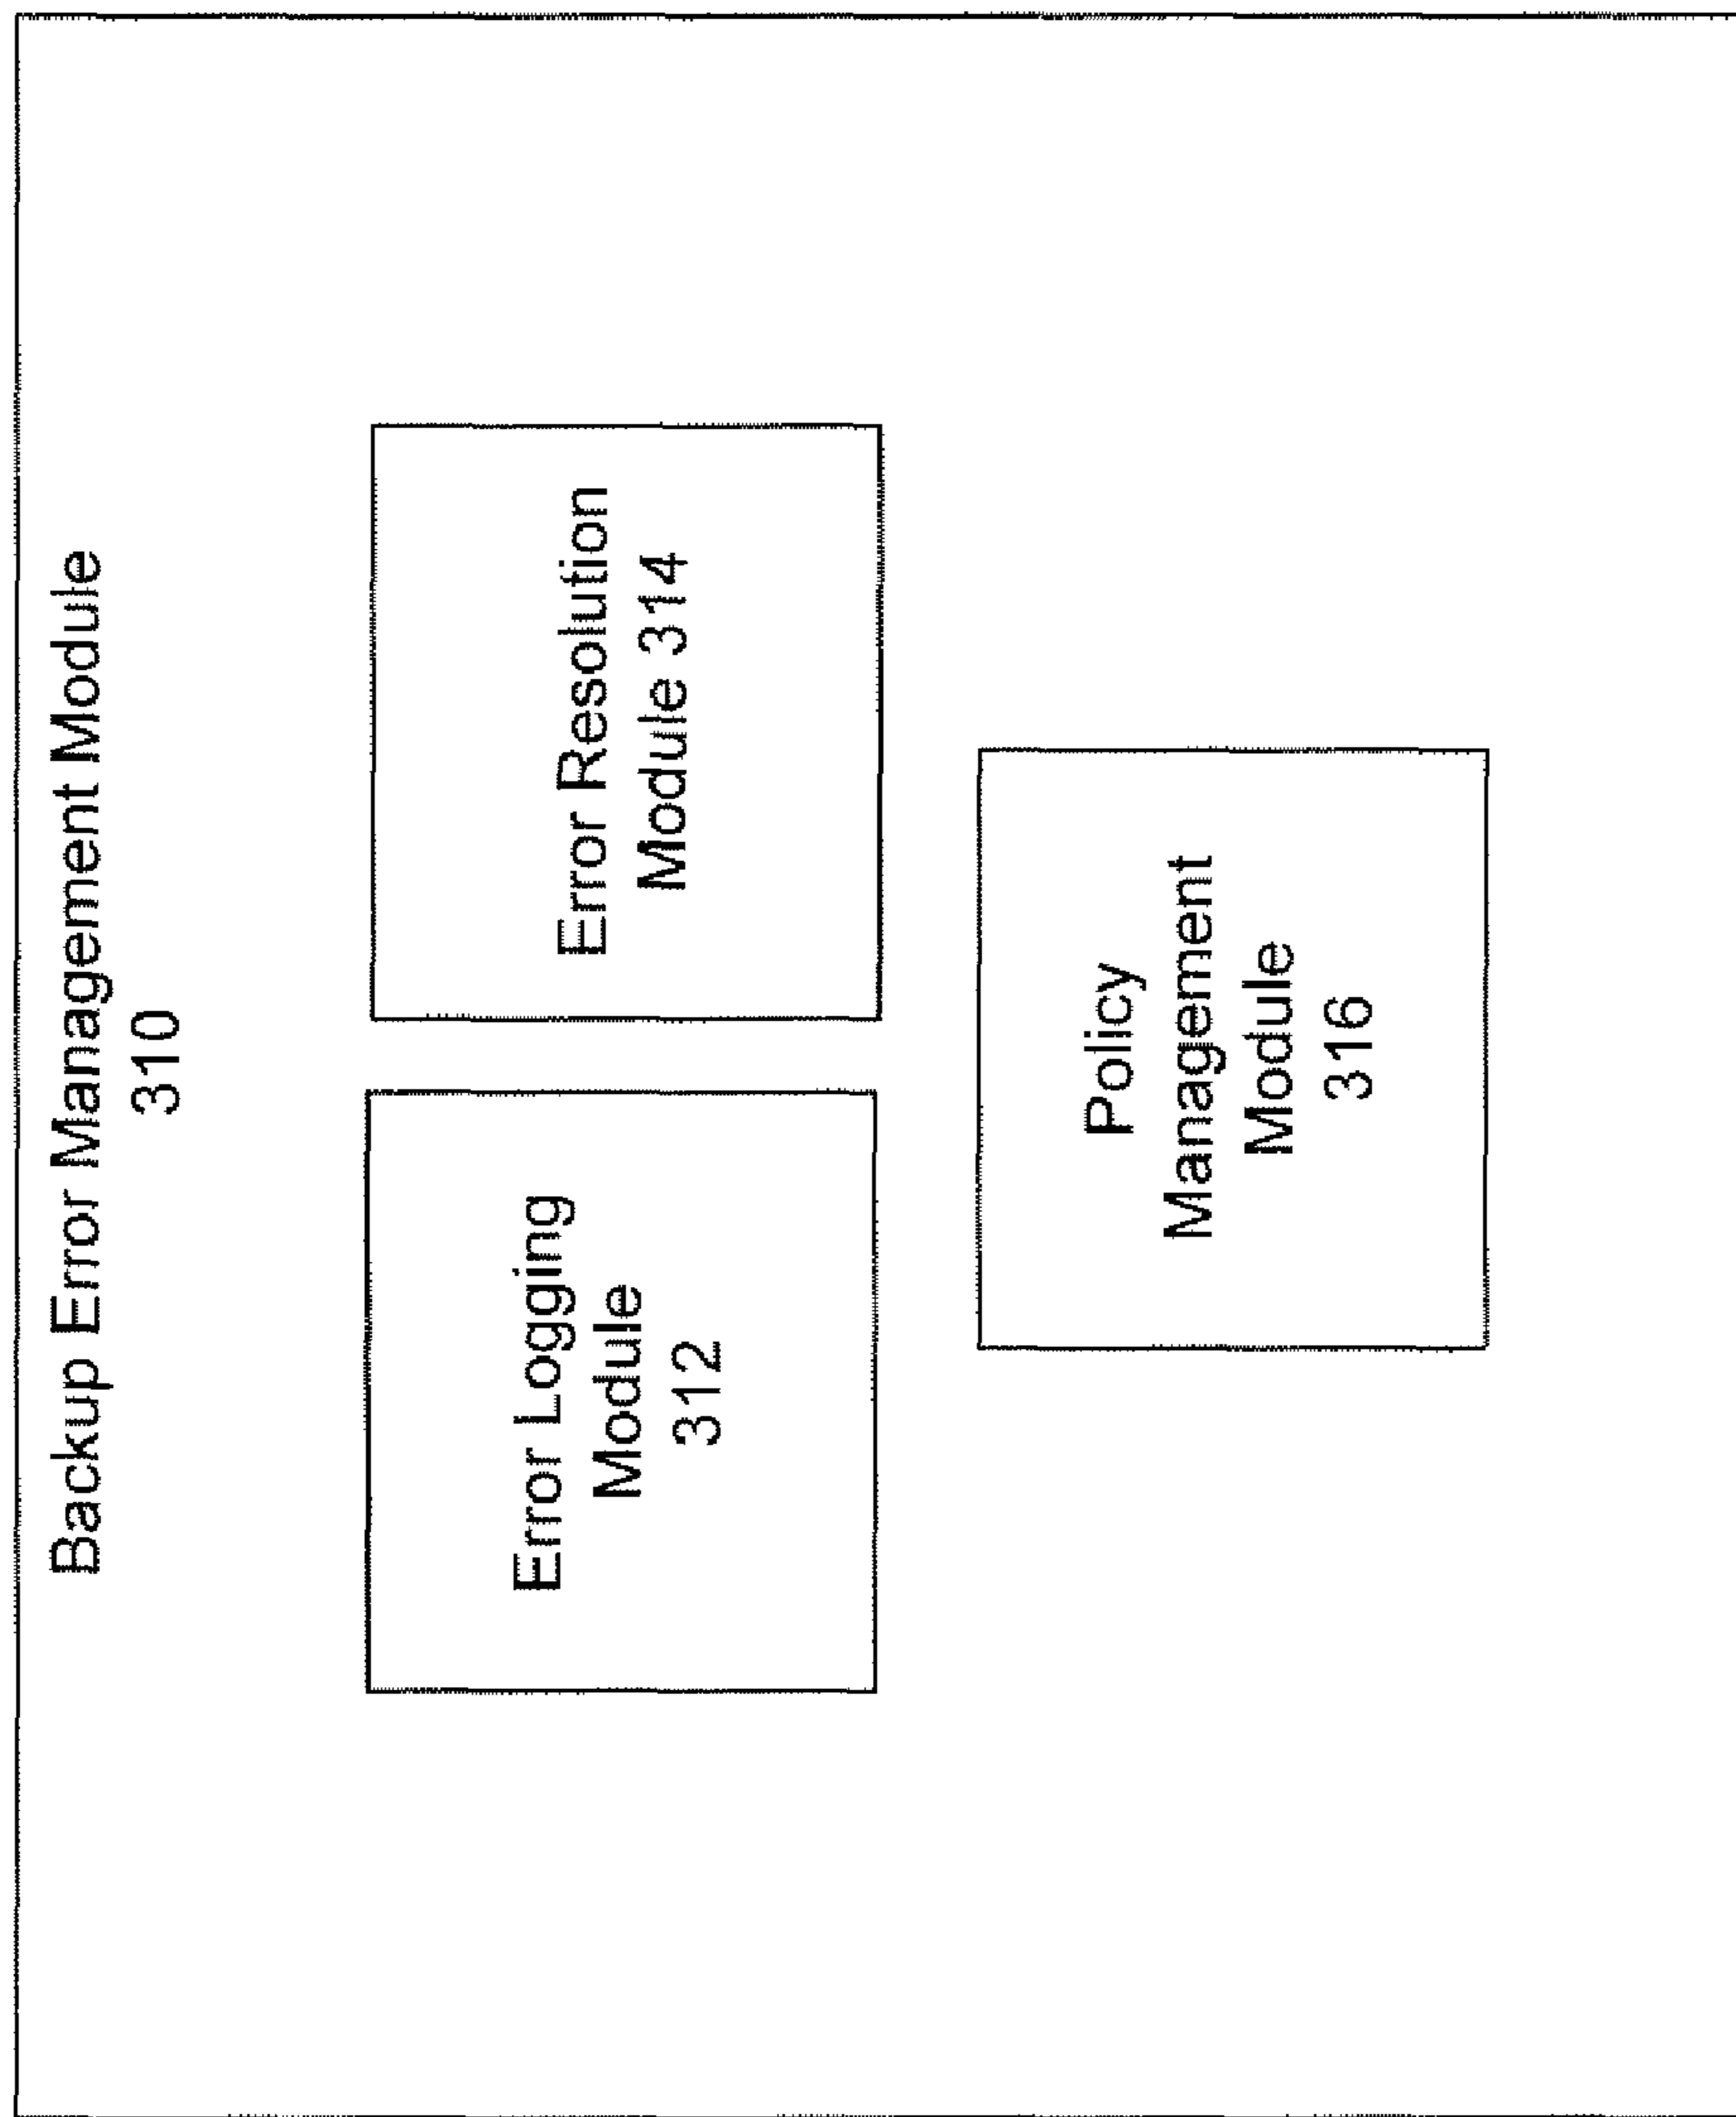 Backup Error Management Module
310
Error Logging
Module
312
Error Resolution
Module 314
Policy
Management
Module
316